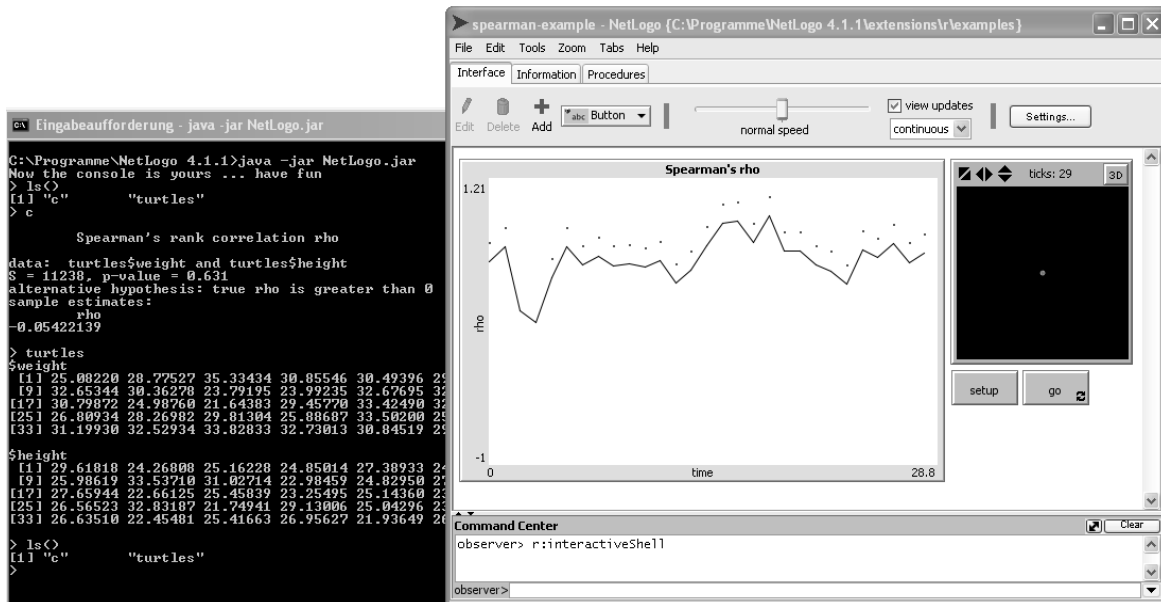 Eingabeaufforderung - java -jar NetLogo.jar
C:\Programme\NetLogo 4.1.1>java -jar NetLogo.jar
Now the console is yours ... have fun
> ls()
[1] "c"       "turtles"
> c
Spearman's rank correlation rho
data:  turtles$weight and turtles$height
S = 11238, p-value = 0.631
alternative hypothesis: true rho is greater than 0
sample estimates:
rho
-0.05422139
> turtles
$weight
[1] 25.08220 28.77527 35.33434 30.85546 30.49396 29
[9] 32.65344 30.36278 23.79195 23.99235 32.67695 32
[17] 30.79872 24.98760 21.64383 29.45770 33.42490 32
[25] 26.80934 28.26982 29.81304 25.88687 33.50200 25
[33] 31.19930 32.52934 33.82833 32.73013 30.84519 29
$height
[1] 29.61818 24.26808 25.16228 24.85014 27.38933 24
[9] 25.98619 33.53710 31.02714 22.98459 24.82950 27
[17] 27.65944 22.66125 25.45839 23.25495 25.14360 23
[25] 26.56523 32.83187 21.74941 29.13006 25.04296 23
[33] 26.63510 22.45481 25.41663 26.95627 21.93649 26
> ls()
[1] "c"       "turtles"
>
spearman-example - NetLogo {C:\Programme\NetLogo 4.1.1\extensions\r\examples}
File Edit Tools Zoom Tabs Help
Interface Information Procedures
Edit Delete Add abc Button normal speed view updates continuous Settings...
Spearman's rho
1.21
rho
-1
0 time 28.8
ticks: 29 3D
setup go
Command Center Clear
observer> r:interactiveShell
observer>